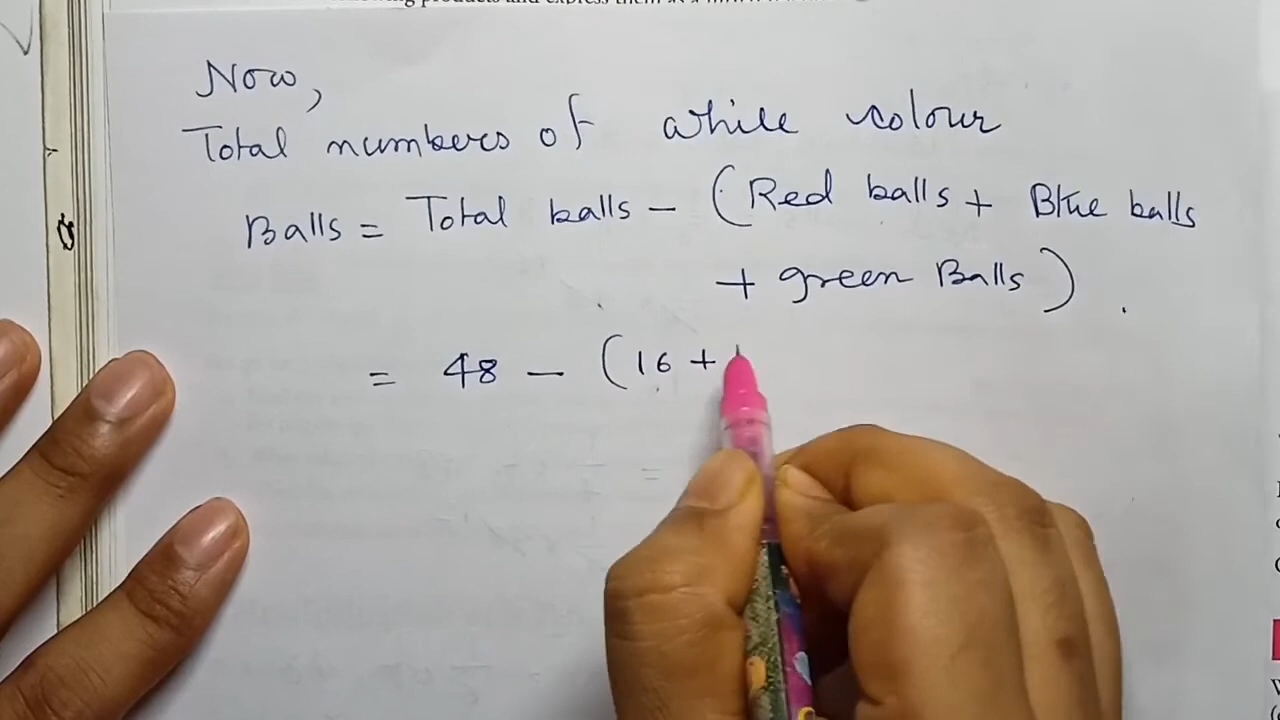 Now,
Total numbers of white colour
Balls = Total balls - (Red balls + Blue balls
+ green Balls)
= 48 - (16 +